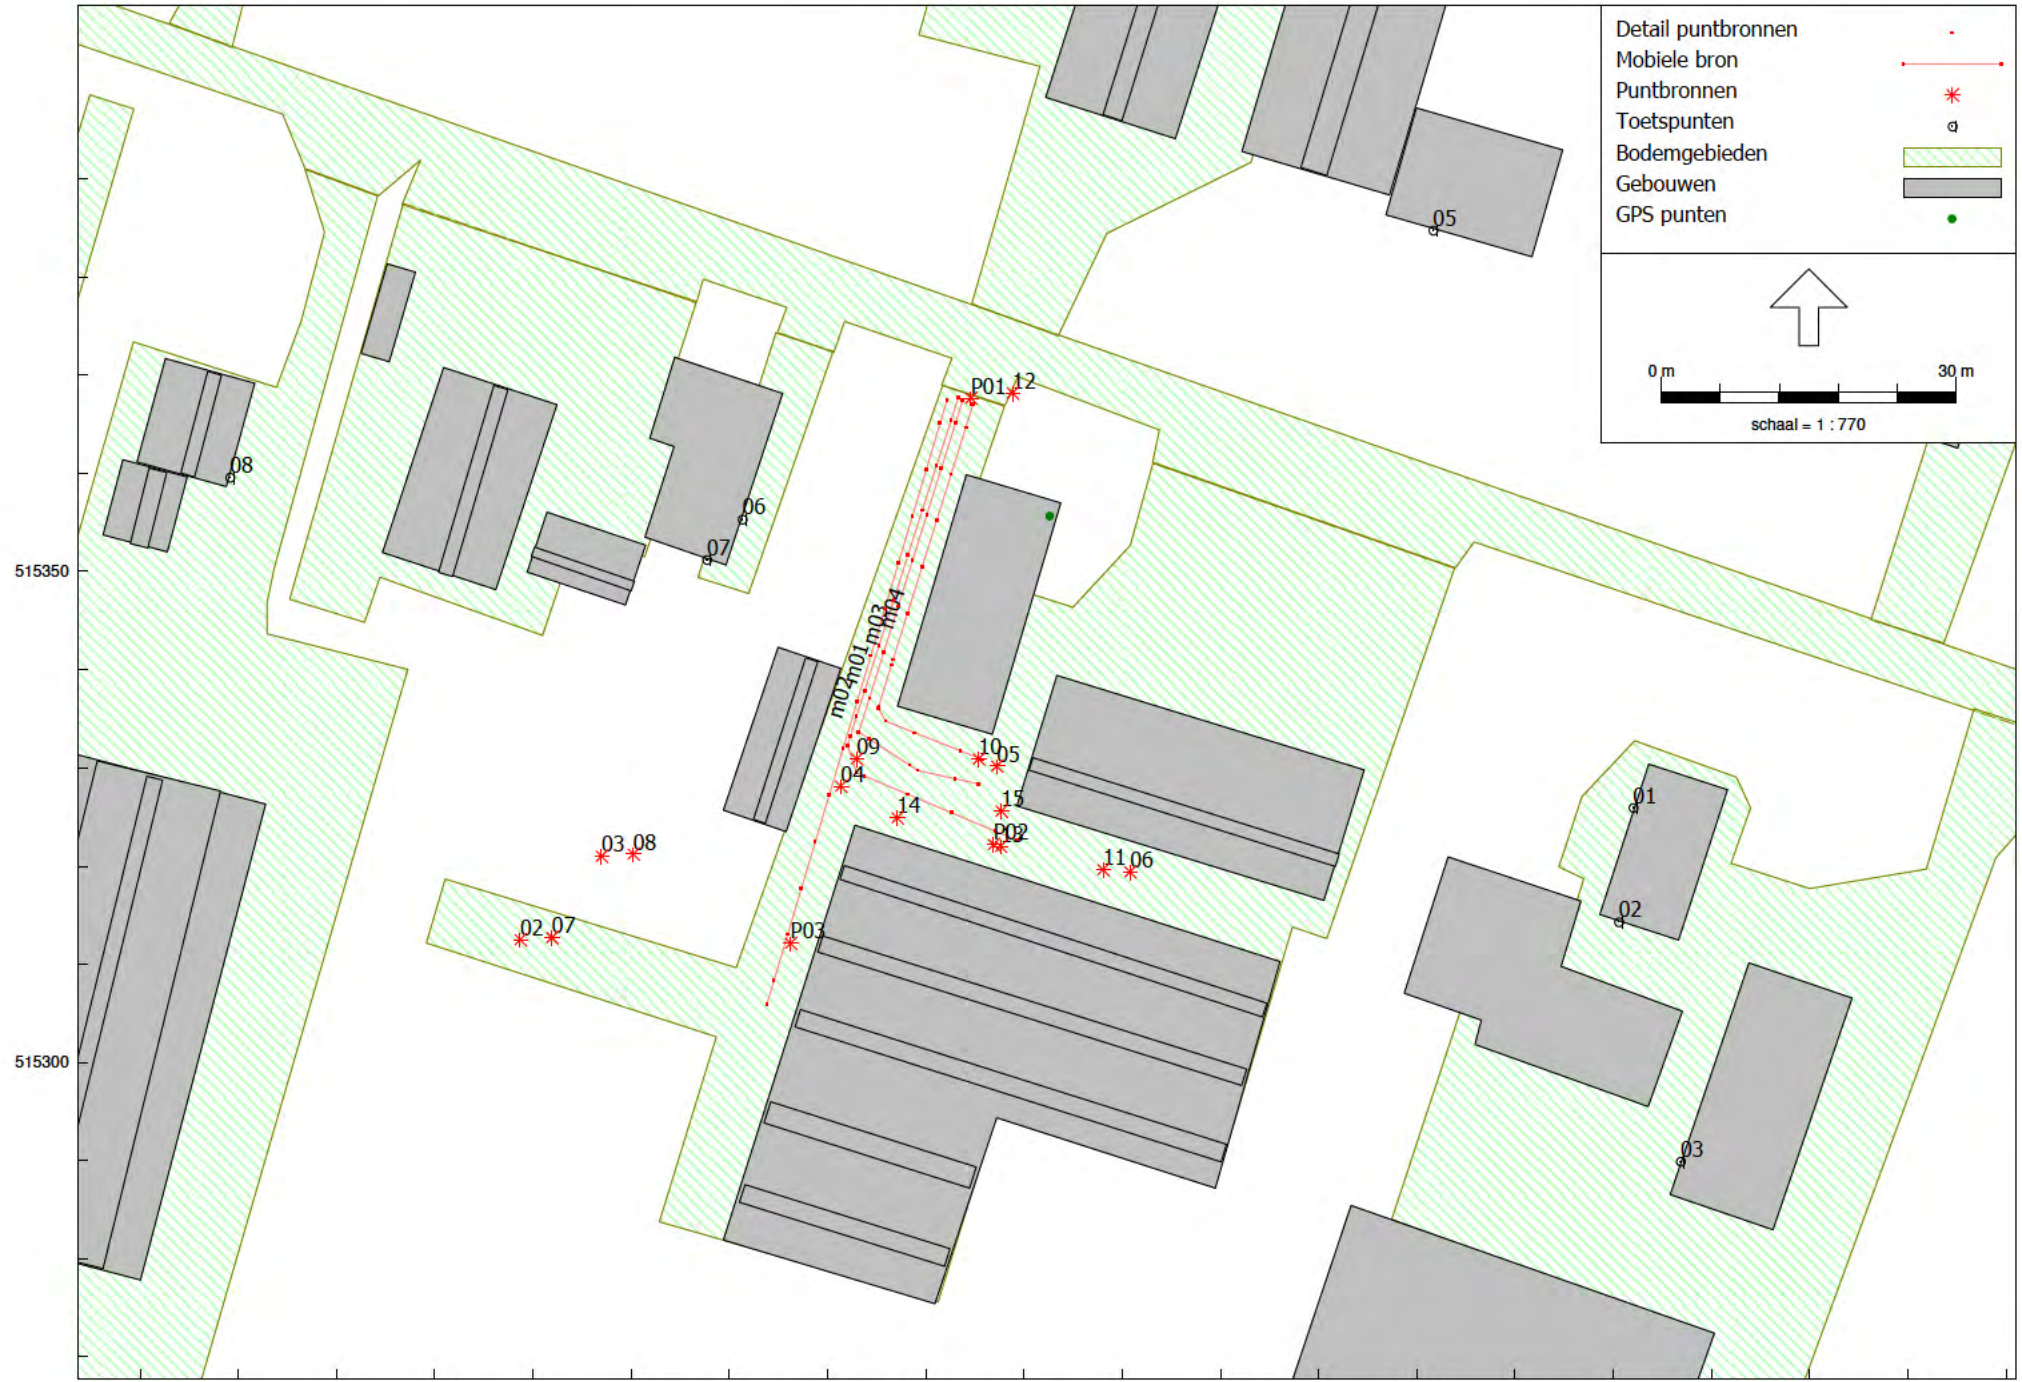 Detail puntbronnen
Mobiele bron
Puntbronnen
Toetspunten
Bodemgebieden
Gebouwen
GPS punten
0 m 30 m
schaal = 1 : 770
05
P01 12
08
06
07
515350
m03
m04
m01
m02
09
10
05
04
14
15
P02
13
01
03 08
11 06
02
02 07
P03
515300
03